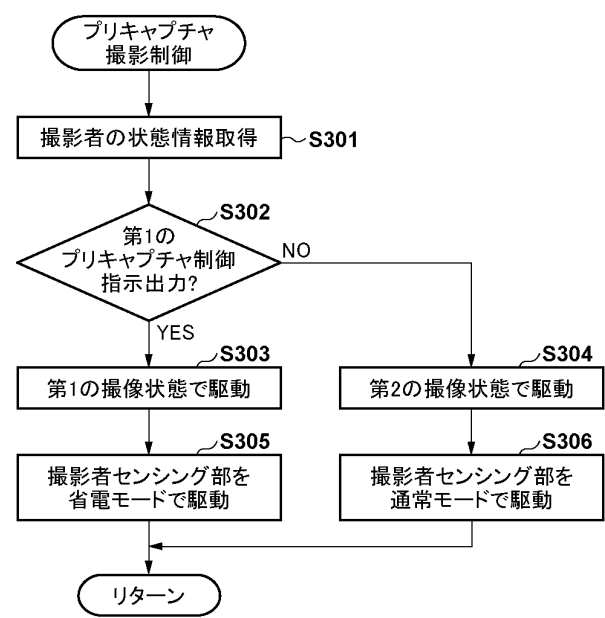 プリキャプチャ
撮影制御
撮影者の状態情報取得
S301
S302
第1の
プリキャプチャ制御
指示出力?
NO
YES
S303
第1の撮像状態で駆動
S304
第2の撮像状態で駆動
S305
撮影者センシング部を
省電モードで駆動
S306
撮影者センシング部を
通常モードで駆動
リターン